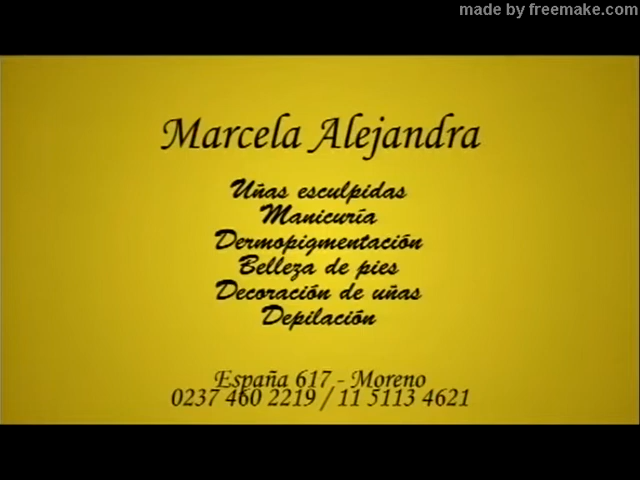 made by freemake.com
Marcela Alejandra
Uñas esculpidas
Manicuría
Dermopigmentación
Belleza de pies
Decoración de uñas
Depilación
España 617 - Moreno
0237 460 2219 / 11 5113 4621